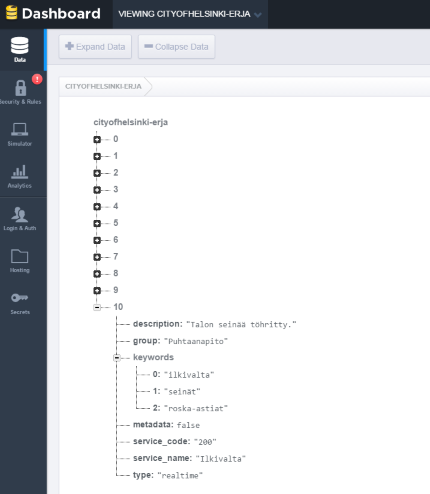 Dashboard
VIEWING CITYOFHELSINKI-ERJA
Expand Data
Collapse Data
Data
CITYOFHELSINKI-ERJA
!
Security & Rules
Simulator
Analytics
Login & Auth
Hosting
Secrets
cityofhelsinki-erja
0
1
2
3
4
5
6
7
8
9
10
description: "Talon seinää töhritty."
group: "Puhtaanapito"
keywords
0: "ilkivalta"
1: "seinät"
2: "roska-astiat"
metadata: false
service_code: "200"
service_name: "Ilkivalta"
type: "realtime"